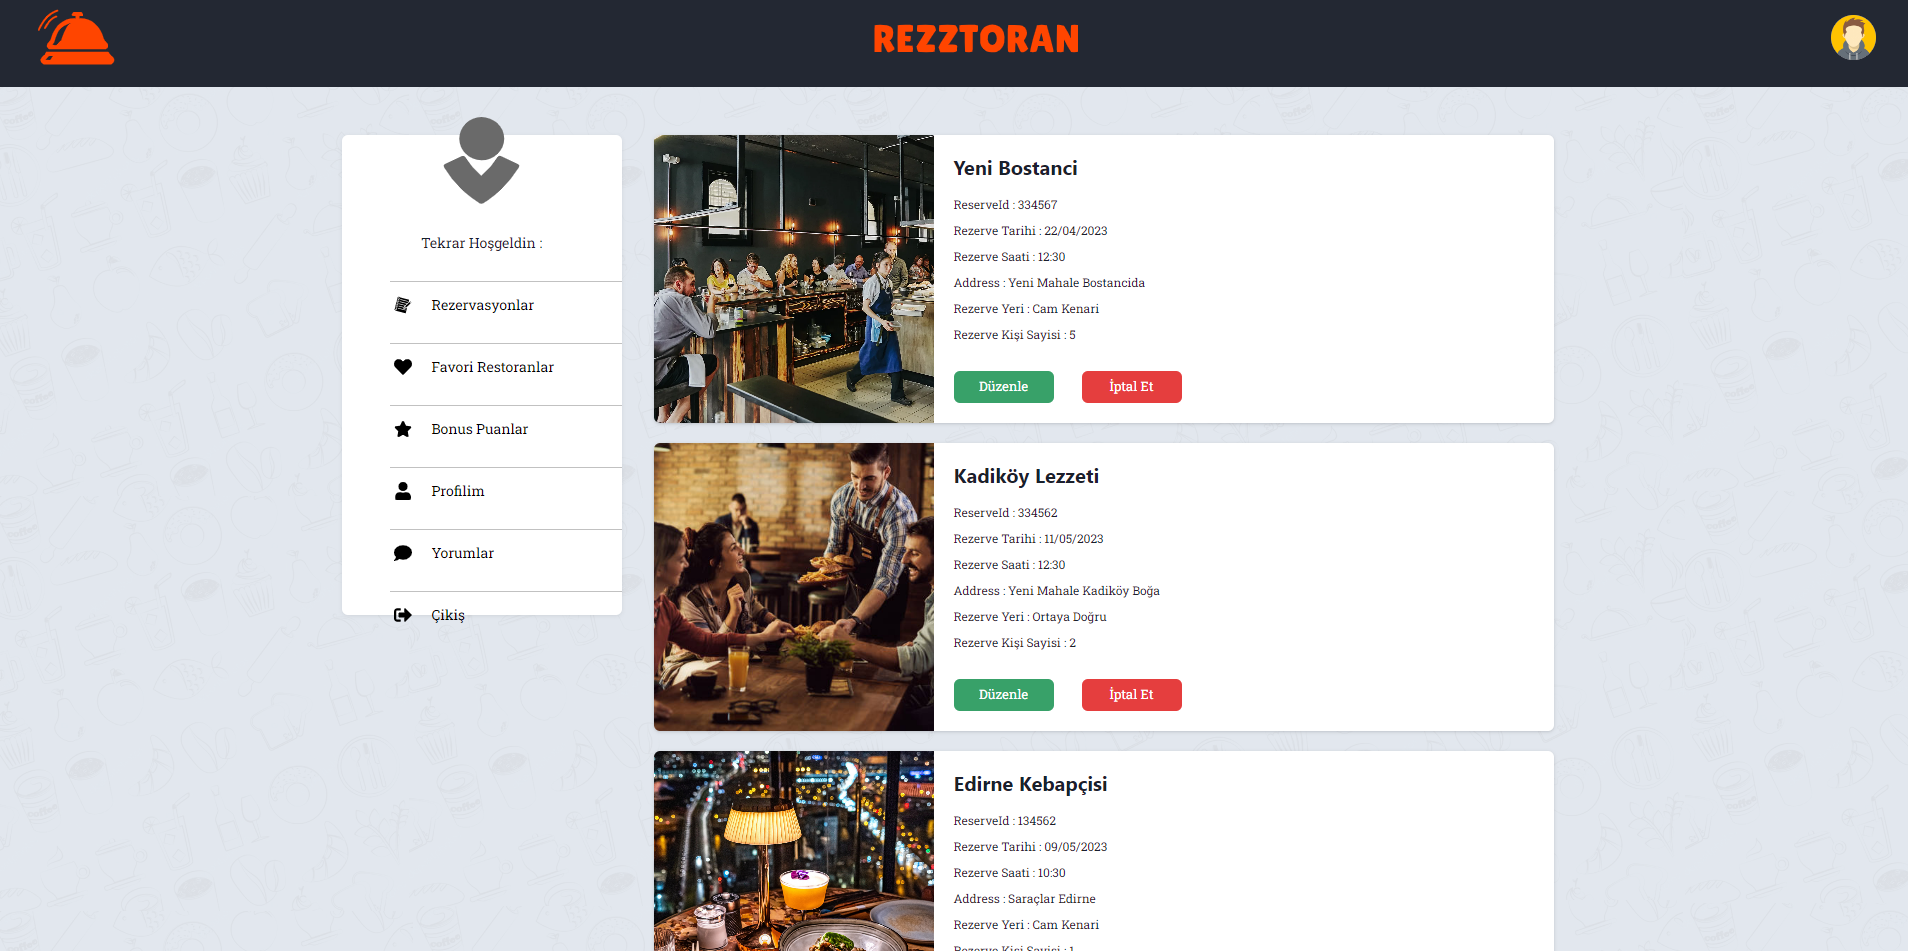 REZZTORAN
Tekrar Hoşgeldin :
Rezervasyonlar
Favori Restoranlar
Bonus Puanlar
Profilim
Yorumlar
Çikiş
Yeni Bostanci
ReserveId : 334567
Rezerve Tarihi : 22/04/2023
Rezerve Saati : 12:30
Address : Yeni Mahale Bostancida
Rezerve Yeri : Cam Kenari
Rezerve Kişi Sayisi : 5
Düzenle
İptal Et
Kadiköy Lezzeti
ReserveId : 334562
Rezerve Tarihi : 11/05/2023
Rezerve Saati : 12:30
Address : Yeni Mahale Kadiköy Boğa
Rezerve Yeri : Ortaya Doğru
Rezerve Kişi Sayisi : 2
Düzenle
İptal Et
Edirne Kebapçisi
ReserveId : 134562
Rezerve Tarihi : 09/05/2023
Rezerve Saati : 10:30
Address : Saraçlar Edirne
Rezerve Yeri : Cam Kenari
Rezerve Kişi Sayisi : 1